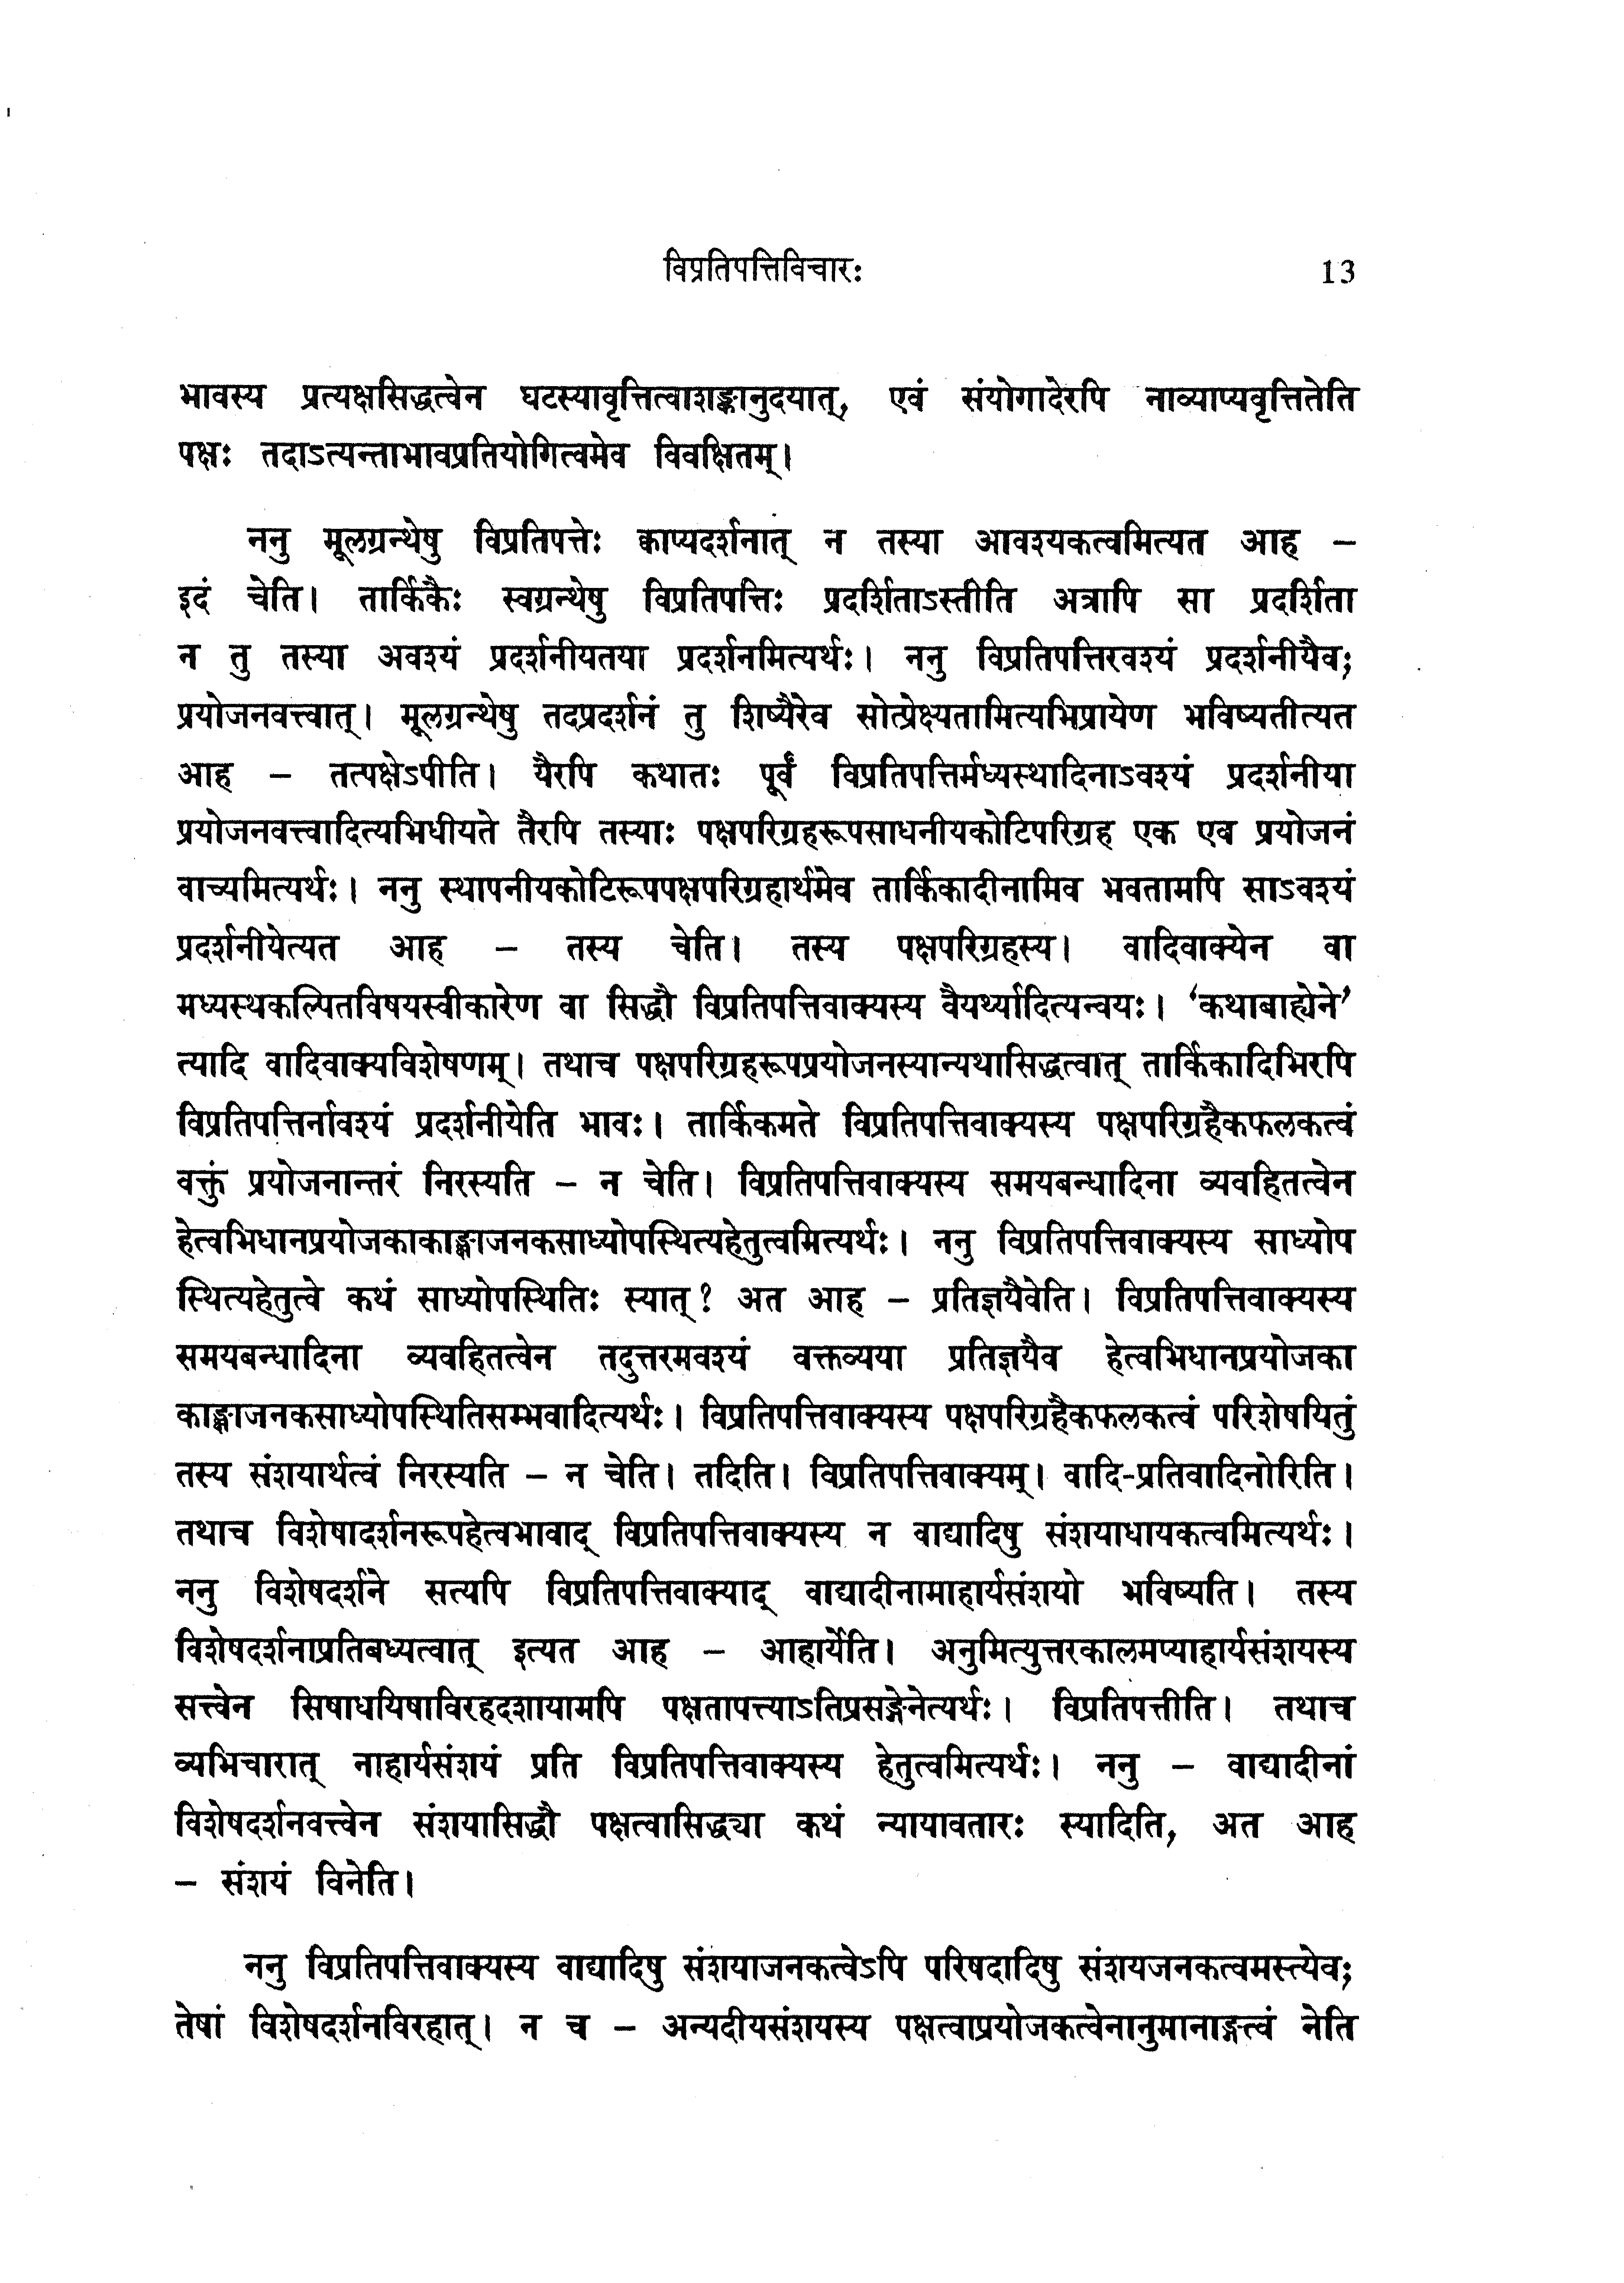 विप्रतिपत्तिविचारः 13
भावस्य प्रत्यक्षसिद्धत्वेन घटस्यावृत्तित्वाशङ्कानुदयात्, एवं संयोगादेरपि नाव्याप्यवृत्तितेति
पक्षः तदाऽत्यन्ताभावप्रतियोगित्वमेव विवक्षितम्।
ननु मूलग्रन्थेषु विप्रतिपत्तेः क्वाप्यदर्शनात् न तस्या आवश्यकत्वमित्यत आह –
इदं चेति। तार्किकैः स्वग्रन्थेषु विप्रतिपत्तिः प्रदर्शिताऽस्तीति अत्रापि सा प्रदर्शिता
न तु तस्या अवश्यं प्रदर्शनीयतया प्रदर्शनमित्यर्थः। ननु विप्रतिपत्तिरवश्यं प्रदर्शनीयैव;
प्रयोजनवत्त्वात्। मूलग्रन्थेषु तदप्रदर्शनं तु शिष्यैरेव सोत्प्रेक्ष्यतामित्यभिप्रायेण भविष्यतीत्यत
आह – तत्पक्षेऽपीति। यैरपि कथातः पूर्वं विप्रतिपत्तिर्मध्यस्थादिनाऽवश्यं प्रदर्शनीया
प्रयोजनवत्त्वादित्यभिधीयते तैरपि तस्याः पक्षपरिग्रहरूपसाधनीयकोटिपरिग्रह एक एव प्रयोजनं
वाच्यमित्यर्थः। ननु स्थापनीयकोटिरूपपक्षपरिग्रहार्थमेव तार्किकादीनामिव भवतामपि साऽवश्यं
प्रदर्शनीयेत्यत आह – तस्य चेति। तस्य पक्षपरिग्रहस्य। वादिवाक्येन वा
मध्यस्थकल्पितविषयस्वीकारेण वा सिद्धौ विप्रतिपत्तिवाक्यस्य वैयर्थ्यादित्यन्वयः। ‘कथाबाह्येने’
त्यादि वादिवाक्यविशेषणम्। तथाच पक्षपरिग्रहरूपप्रयोजनस्यान्यथासिद्धत्वात् तार्किकादिभिरपि
विप्रतिपत्तिर्नावश्यं प्रदर्शनीयेति भावः। तार्किकमते विप्रतिपत्तिवाक्यस्य पक्षपरिग्रहैकफलकत्वं
वक्तुं प्रयोजनान्तरं निरस्यति – न चेति। विप्रतिपत्तिवाक्यस्य समयबन्धादिना व्यवहितत्वेन
हेत्वभिधानप्रयोजकाकाङ्क्षाजनकसाध्योपस्थित्यहेतुत्वमित्यर्थः। ननु विप्रतिपत्तिवाक्यस्य साध्योप
स्थित्यहेतुत्वे कथं साध्योपस्थितिः स्यात्? अत आह – प्रतिज्ञयैवेति। विप्रतिपत्तिवाक्यस्य
समयबन्धादिना व्यवहितत्वेन तदुत्तरमवश्यं वक्तव्यया प्रतिज्ञयैव हेत्वभिधानप्रयोजका
काङ्क्षाजनकसाध्योपस्थितिसम्भवादित्यर्थः। विप्रतिपत्तिवाक्यस्य पक्षपरिग्रहैकफलकत्वं परिशेषयितुं
तस्य संशयार्थत्वं निरस्यति – न चेति। तदिति। विप्रतिपत्तिवाक्यम्। वादि-प्रतिवादिनोरिति।
तथाच विशेषादर्शनरूपहेत्वभावाद् विप्रतिपत्तिवाक्यस्य न वाद्यादिषु संशयाधायकत्वमित्यर्थः।
ननु विशेषदर्शने सत्यपि विप्रतिपत्तिवाक्याद् वाद्यादीनामाहार्यसंशयो भविष्यति। तस्य
विशेषदर्शनाप्रतिबध्यत्वात् इत्यत आह – आहार्येति। अनुमित्युत्तरकालमप्याहार्यसंशयस्य
सत्त्वेन सिषाधयिषाविरहदशायामपि पक्षतापत्त्याऽतिप्रसङ्गेनेत्यर्थः। विप्रतिपत्तीति। तथाच
व्यभिचारात् नाहार्यसंशयं प्रति विप्रतिपत्तिवाक्यस्य हेतुत्वमित्यर्थः। ननु – वाद्यादीनां
विशेषदर्शनवत्त्वेन संशयासिद्धौ पक्षत्वासिद्ध्या कथं न्यायावतारः स्यादिति, अत आह
– संशयं विनेति।
ननु विप्रतिपत्तिवाक्यस्य वाद्यादिषु संशयाजनकत्वेऽपि परिषदादिषु संशयजनकत्वमस्त्येव;
तेषां विशेषदर्शनविरहात्। न च – अन्यदीयसंशयस्य पक्षत्वाप्रयोजकत्वेनानुमानाङ्गत्वं नेति